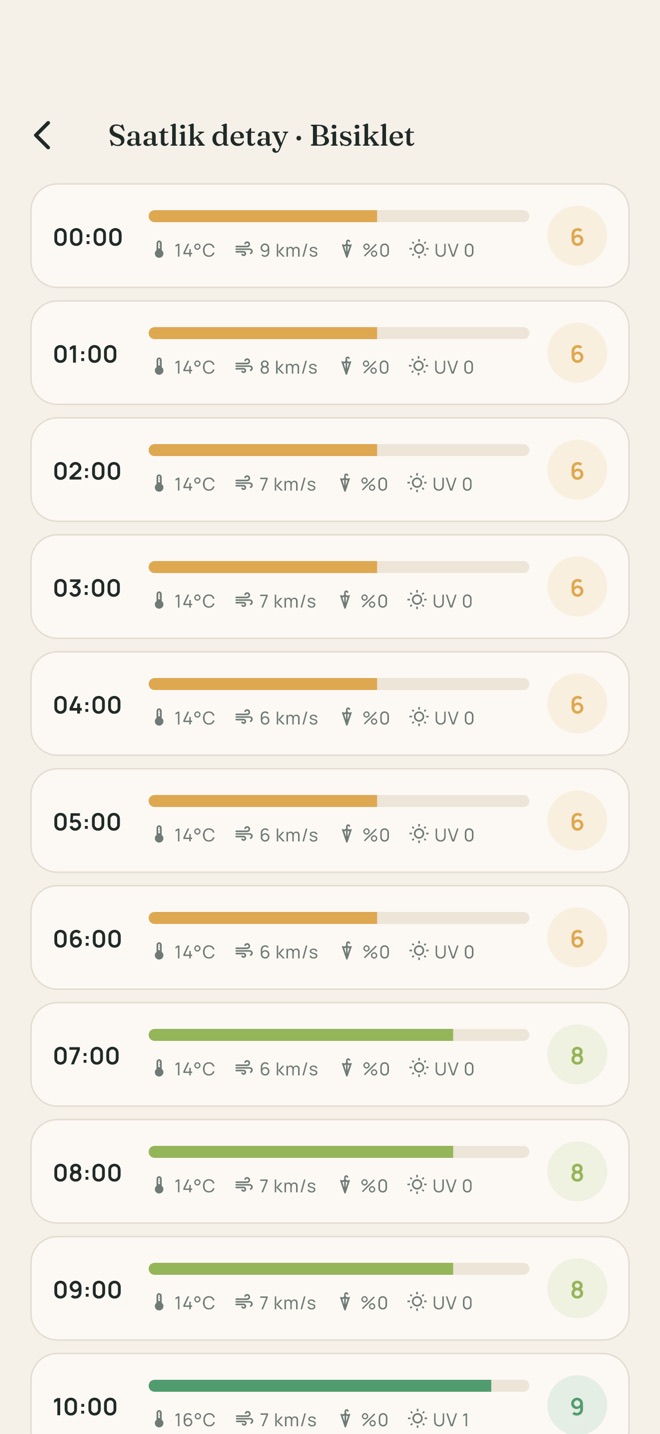 Saatlik detay · Bisiklet
00:00
14°C 9 km/s %0 UV 0
6
01:00
14°C 8 km/s %0 UV 0
6
02:00
14°C 7 km/s %0 UV 0
6
03:00
14°C 7 km/s %0 UV 0
6
04:00
14°C 6 km/s %0 UV 0
6
05:00
14°C 6 km/s %0 UV 0
6
06:00
14°C 6 km/s %0 UV 0
6
07:00
14°C 6 km/s %0 UV 0
8
08:00
14°C 7 km/s %0 UV 0
8
09:00
14°C 7 km/s %0 UV 0
8
10:00
16°C 7 km/s %0 UV 1
9